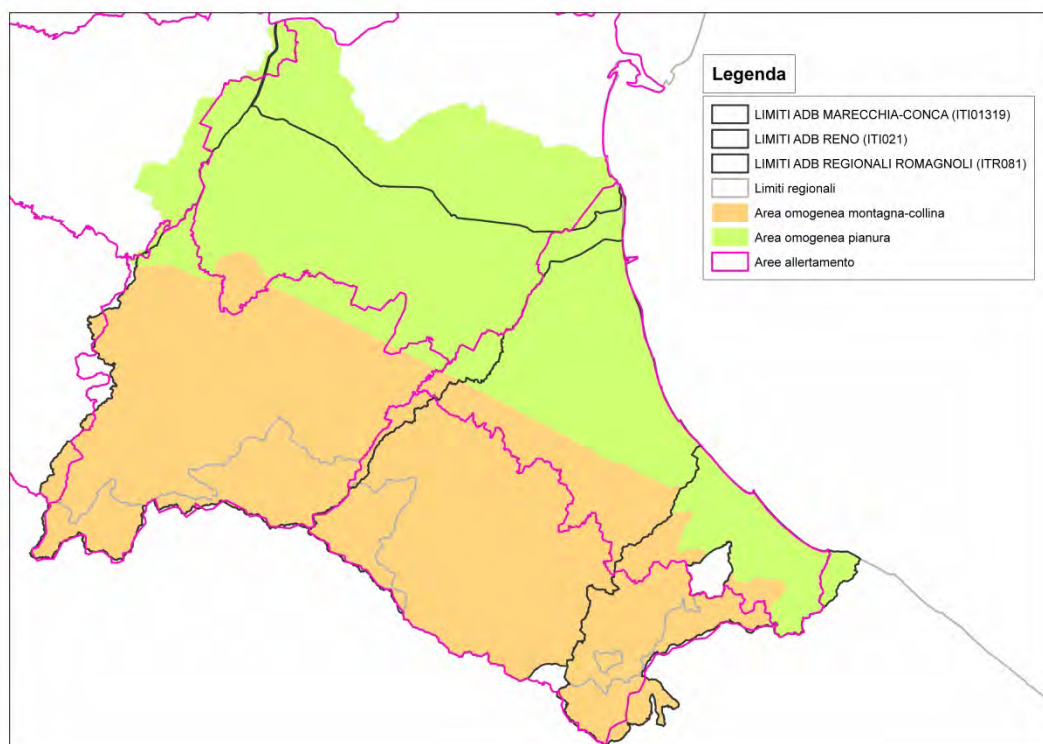 Legenda
LIMITI ADB MARECCHIA-CONCA (ITI01319)
LIMITI ADB RENO (ITI021)
LIMITI ADB REGIONALI ROMAGNOLI (ITR081)
Limiti regionali
Area omogenea montagna-collina
Area omogenea pianura
Aree allertamento